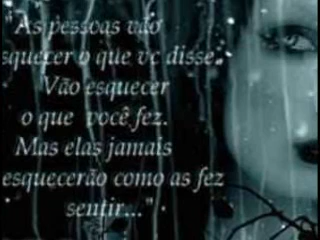 "As pessoas vão
squecer o que vc disse.
Vão esquecer
o que você fez.
Mas elas jamais
esquecerão como as fez
sentir..."